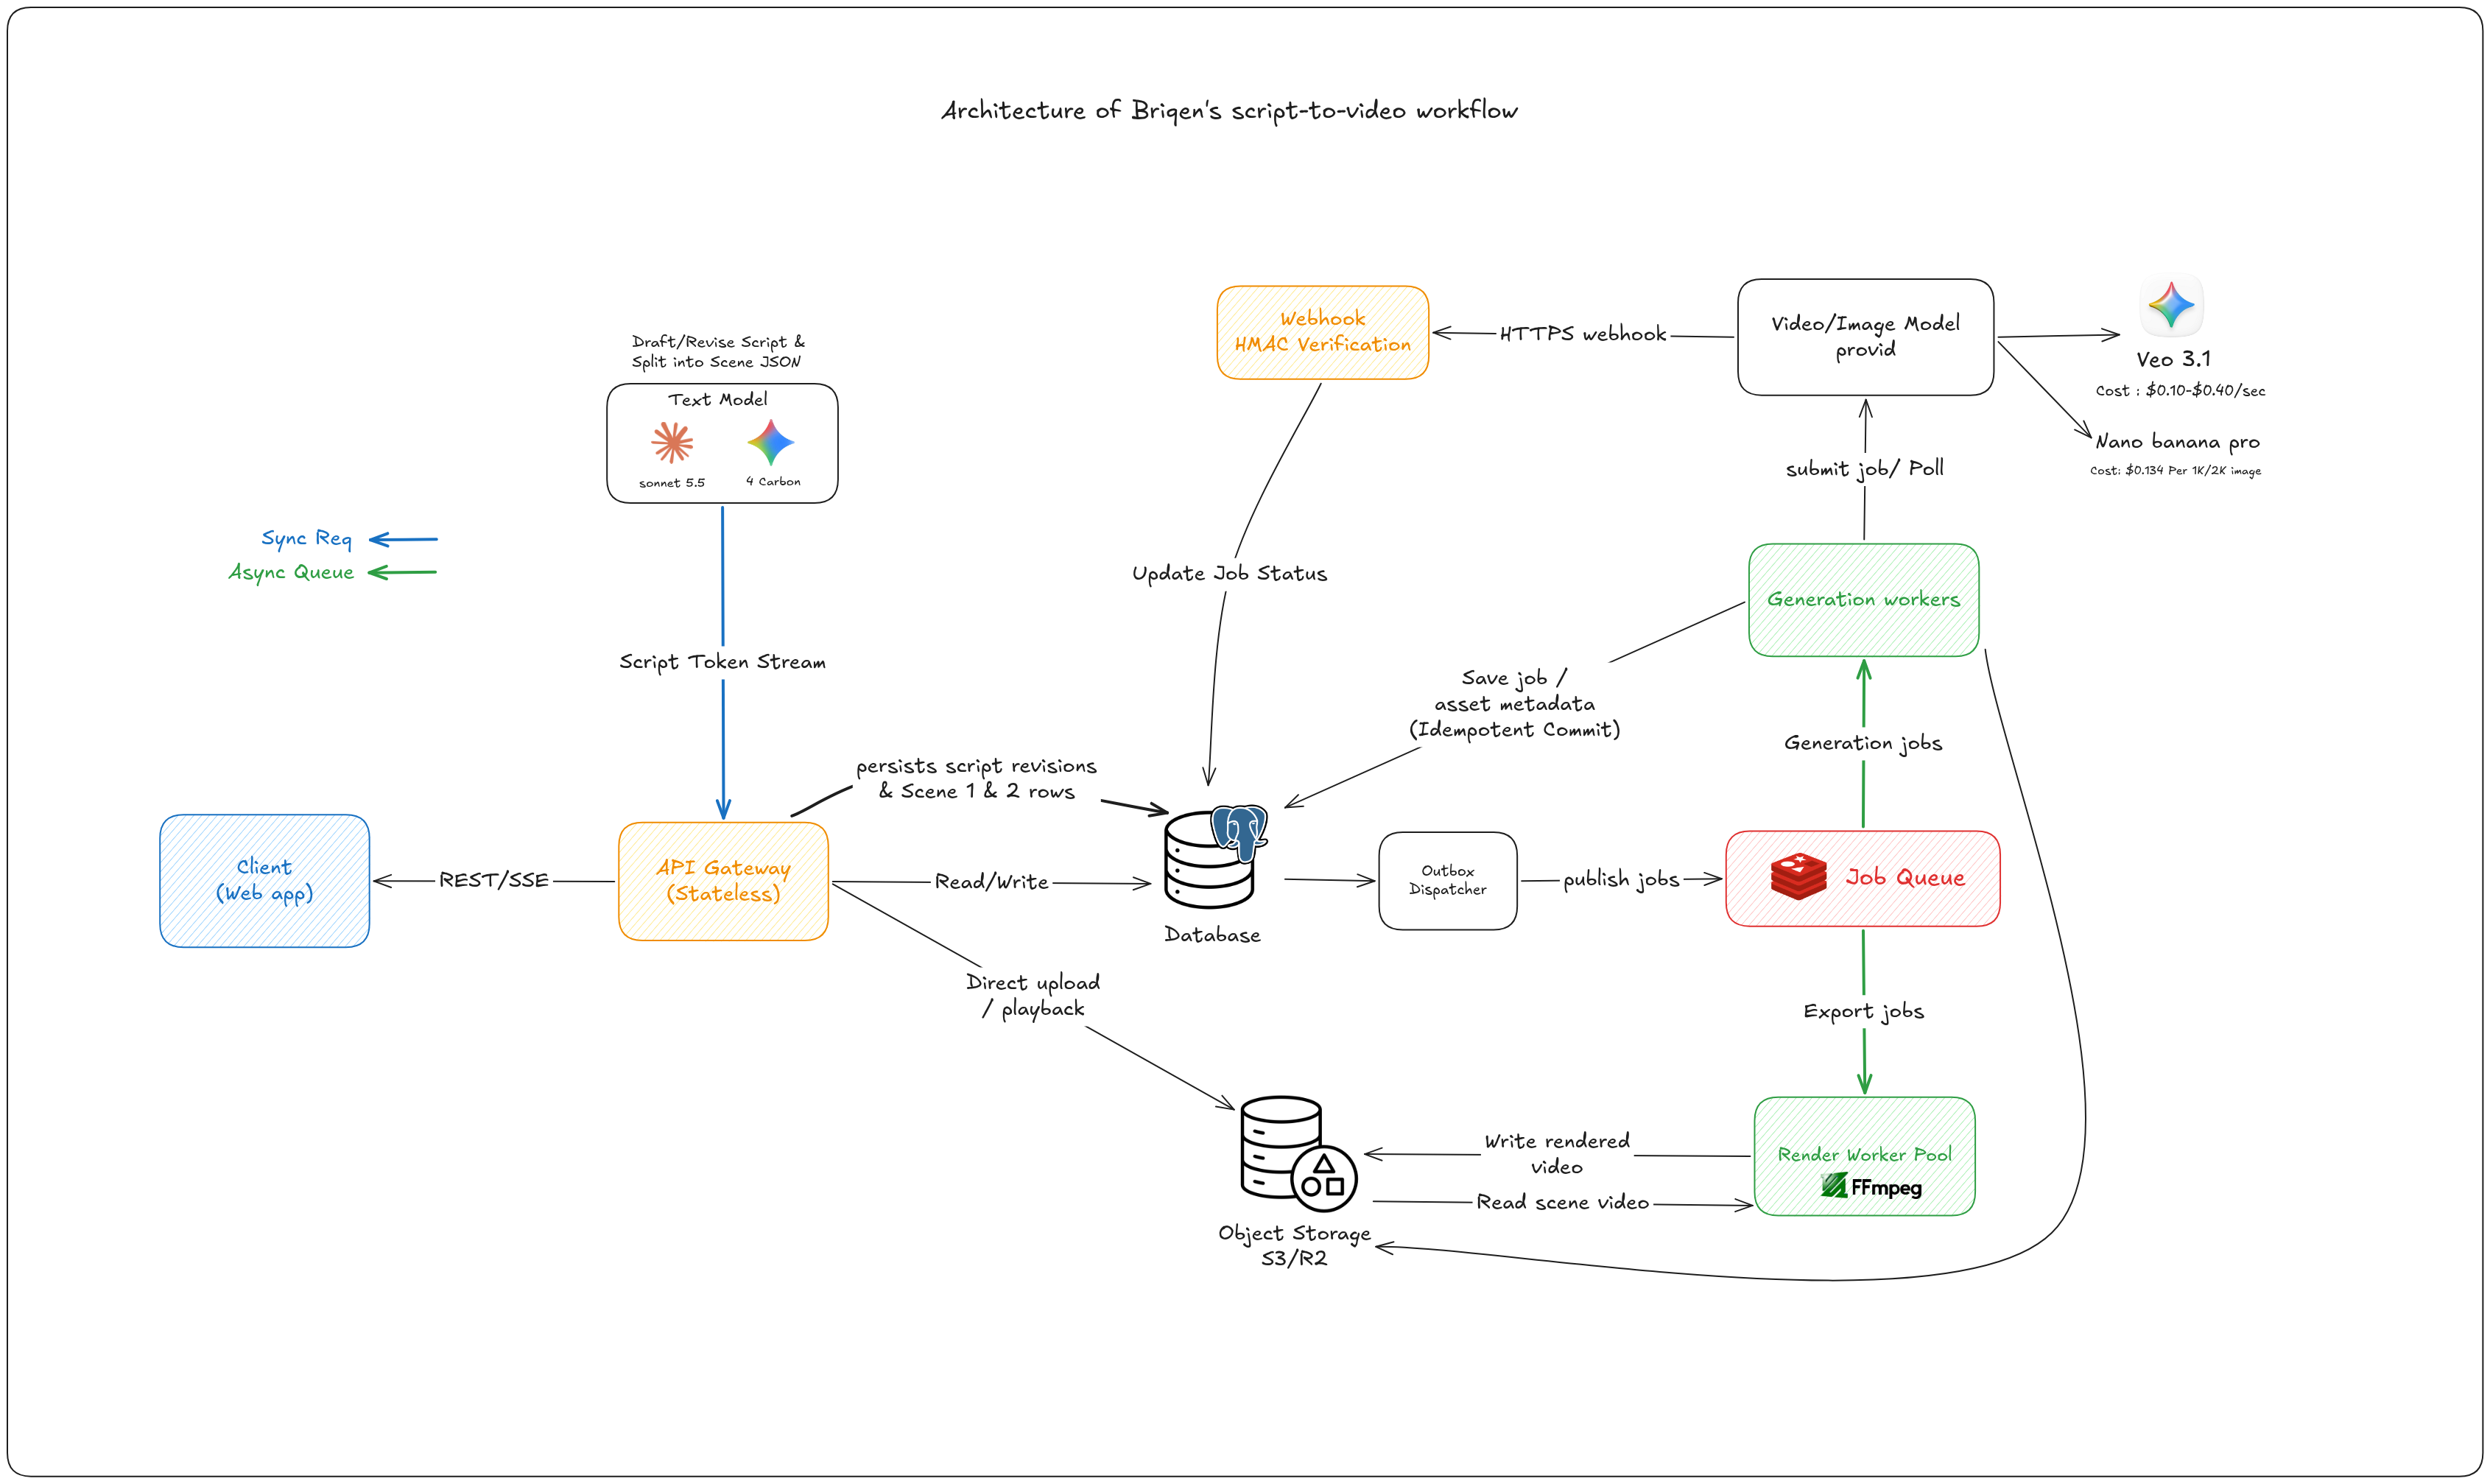 Architecture of Briqen's script-to-video workflow
Draft/Revise Script &
Split into Scene JSON
Text Model
sonnet 5.5
4 Carbon
Sync Req
Async Queue
Script Token Stream
Webhook
HMAC Verification
HTTPS webhook
Video/Image Model
provid
Veo 3.1
Cost : $0.10-$0.40/sec
Nano banana pro
Cost: $0.134 Per 1K/2K image
submit job/ Poll
Update Job Status
Generation workers
Save job /
asset metadata
(Idempotent Commit)
Generation jobs
persists script revisions
& Scene 1 & 2 rows
Client
(Web app)
REST/SSE
API Gateway
(Stateless)
Read/Write
Database
Outbox
Dispatcher
publish jobs
Job Queue
Direct upload
/ playback
Export jobs
Object Storage
S3/R2
Write rendered
video
Read scene video
Render Worker Pool
FFmpeg